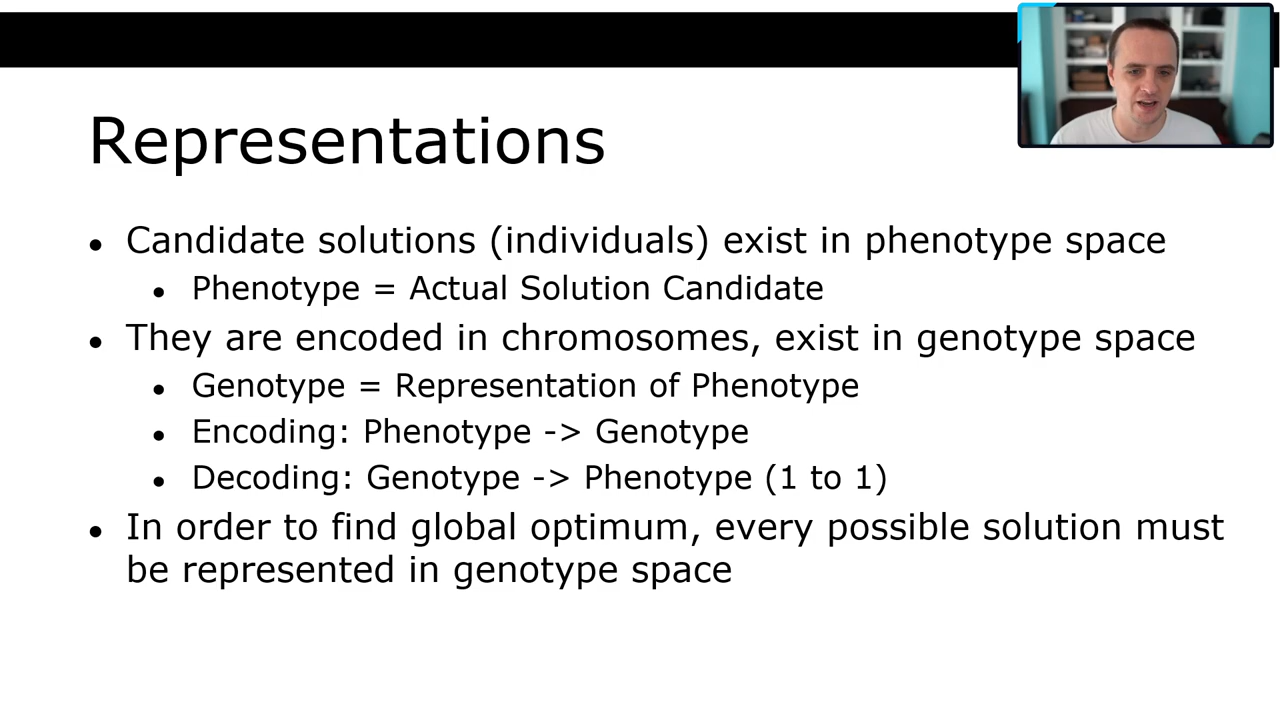 Representations
• Candidate solutions (individuals) exist in phenotype space
• Phenotype = Actual Solution Candidate
• They are encoded in chromosomes, exist in genotype space
• Genotype = Representation of Phenotype
• Encoding: Phenotype -> Genotype
• Decoding: Genotype -> Phenotype (1 to 1)
• In order to find global optimum, every possible solution must
be represented in genotype space